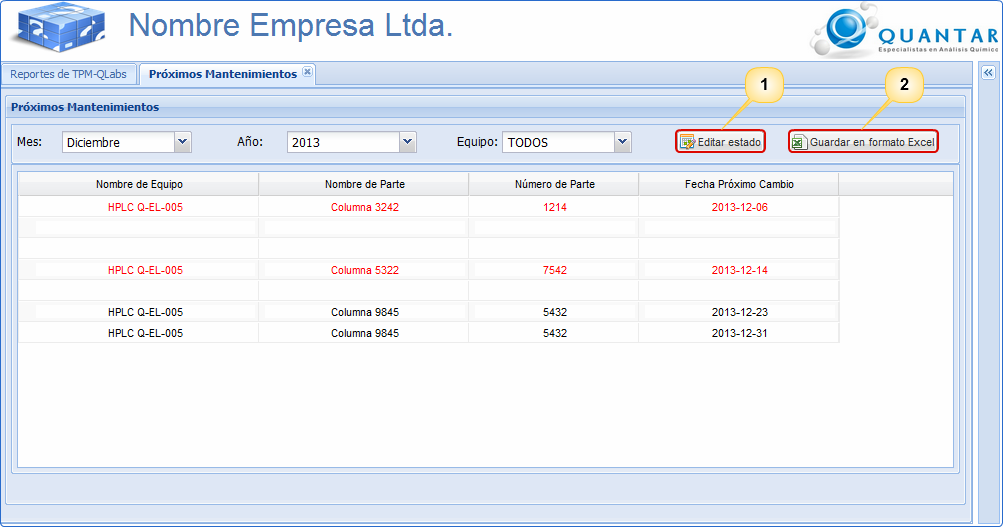 Nombre Empresa Ltda.
QUANTAR
Especialistas en Análisis Químico
Reportes de TPM-QLabs
Próximos Mantenimientos
1
2
Próximos Mantenimientos
Mes: Diciembre Año: 2013 Equipo: TODOS Editar estado Guardar en formato Excel
Nombre de Equipo Nombre de Parte Número de Parte Fecha Próximo Cambio
HPLC Q-EL-005 Columna 3242 1214 2013-12-06
HPLC Q-EL-005 Columna 5322 7542 2013-12-14
HPLC Q-EL-005 Columna 9845 5432 2013-12-23
HPLC Q-EL-005 Columna 9845 5432 2013-12-31